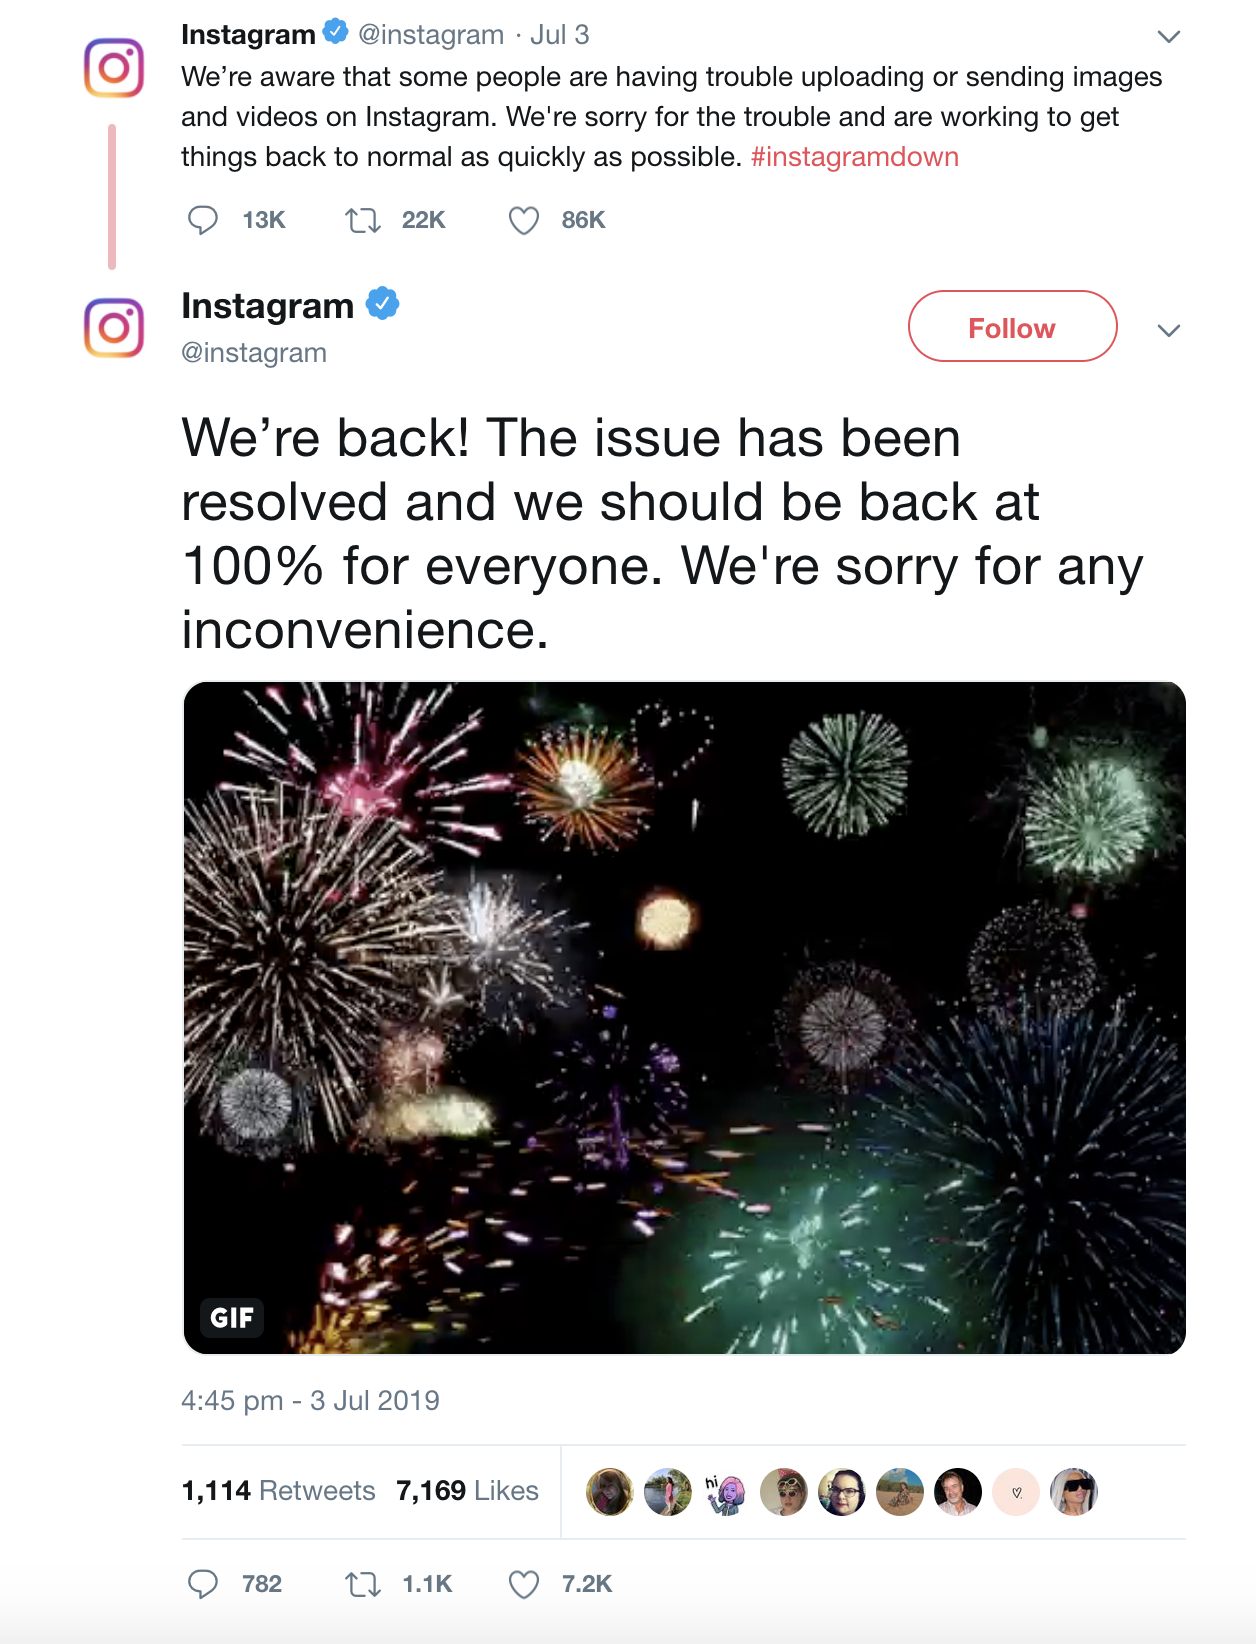 Instagram @instagram · Jul 3
We’re aware that some people are having trouble uploading or sending images
and videos on Instagram. We're sorry for the trouble and are working to get
things back to normal as quickly as possible. #instagramdown
13K 22K 86K
Instagram
@instagram
Follow
We’re back! The issue has been
resolved and we should be back at
100% for everyone. We're sorry for any
inconvenience.
GIF
4:45 pm - 3 Jul 2019
1,114 Retweets 7,169 Likes
hi
782 1.1K 7.2K